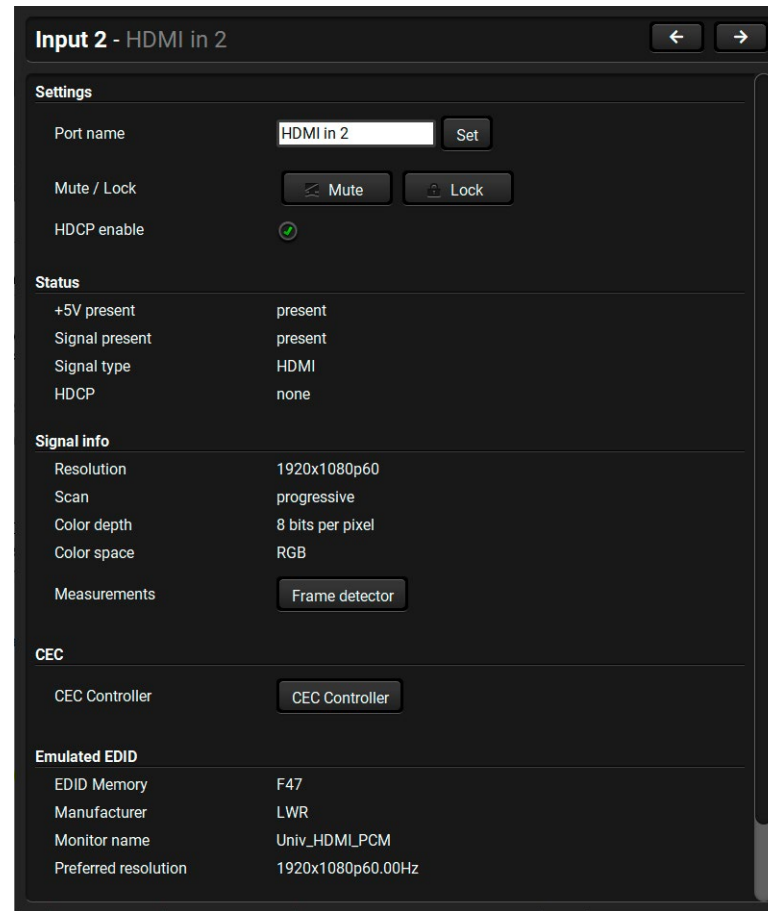 Input 2 - HDMI in 2
Settings
Port name HDMI in 2 Set
Mute / Lock Mute Lock
HDCP enable
Status
+5V present present
Signal present present
Signal type HDMI
HDCP none
Signal info
Resolution 1920x1080p60
Scan progressive
Color depth 8 bits per pixel
Color space RGB
Measurements Frame detector
CEC
CEC Controller CEC Controller
Emulated EDID
EDID Memory F47
Manufacturer LWR
Monitor name Univ_HDMI_PCM
Preferred resolution 1920x1080p60.00Hz